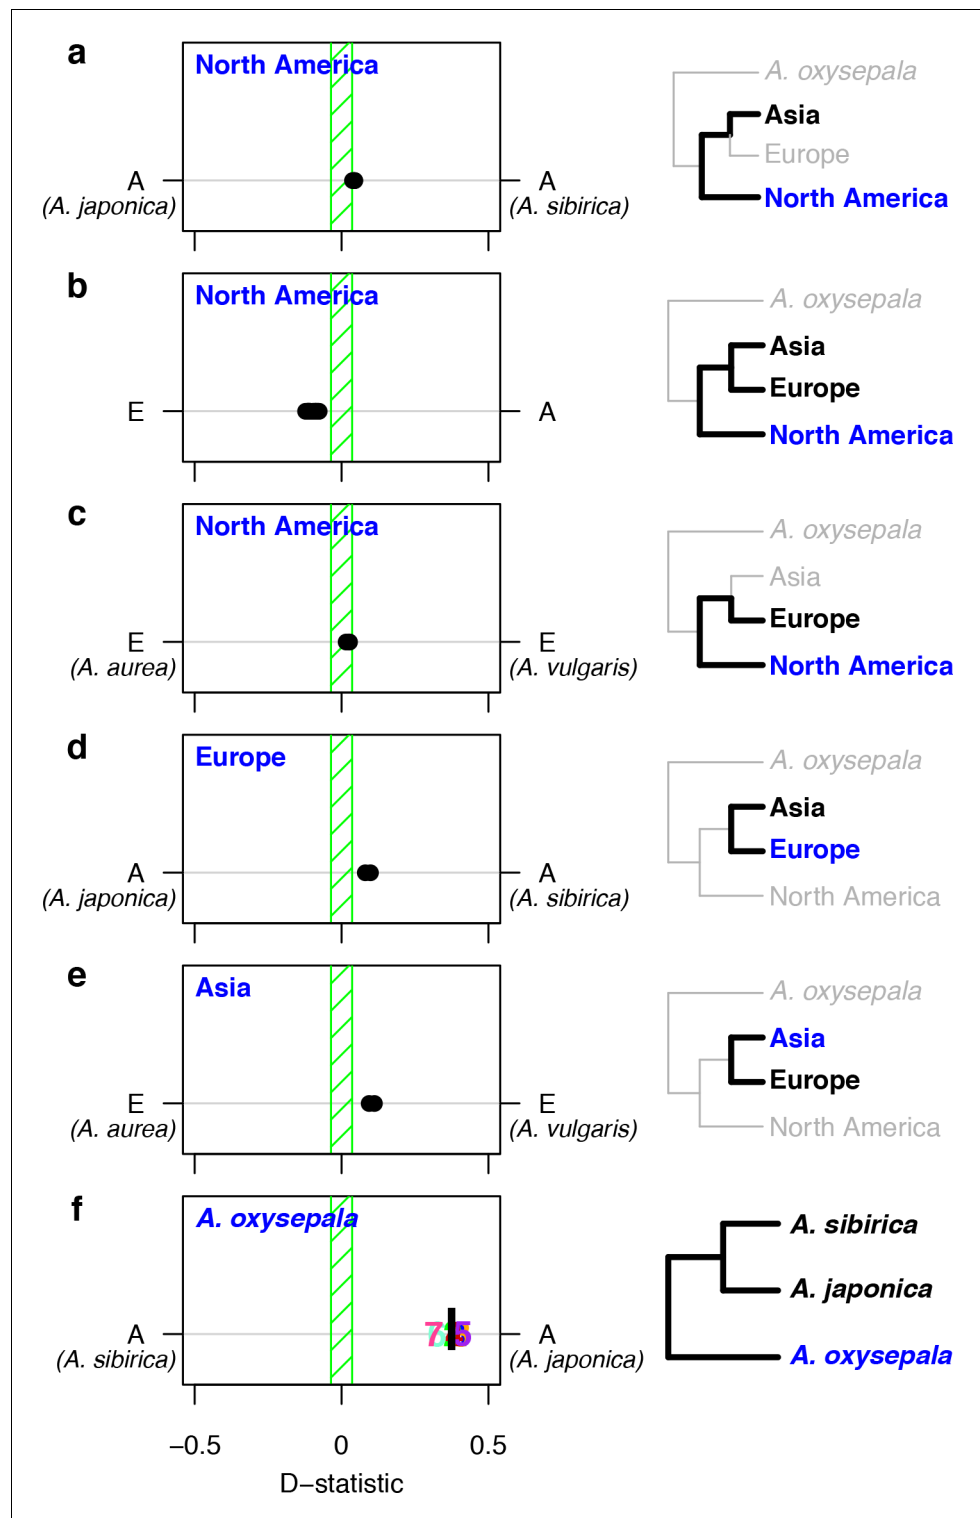 a
North America
A
(A. japonica)
A
(A. sibirica)
A. oxysepala
Asia
Europe
North America
b
North America
E
A
A. oxysepala
Asia
Europe
North America
c
North America
E
(A. aurea)
E
(A. vulgaris)
A. oxysepala
Asia
Europe
North America
d
Europe
A
(A. japonica)
A
(A. sibirica)
A. oxysepala
Asia
Europe
North America
e
Asia
E
(A. aurea)
E
(A. vulgaris)
A. oxysepala
Asia
Europe
North America
f
A. oxysepala
A
(A. sibirica)
7
5
A
(A. japonica)
A. sibirica
A. japonica
A. oxysepala
−0.5
0
0.5
D−statistic